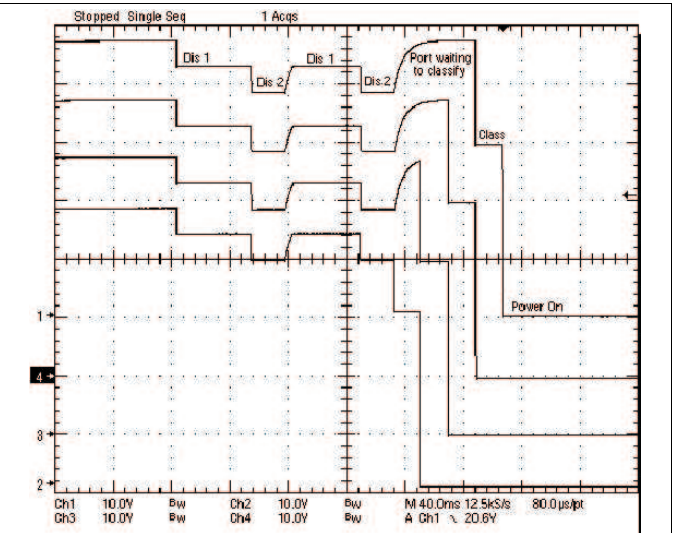 Stopped Single Seq 1 Acqs
Dis 1 Dis 1 Port waiting
to classify
Dis 2 Dis 2
Class
Power On
1
4
3
2
Ch1 10.0V Bw Ch2 10.0V Bw M 40.0ms 12.5kS/s 80.0µs/pt
Ch3 10.0V Bw Ch4 10.0V Bw A Ch1 ∖ 20.6V